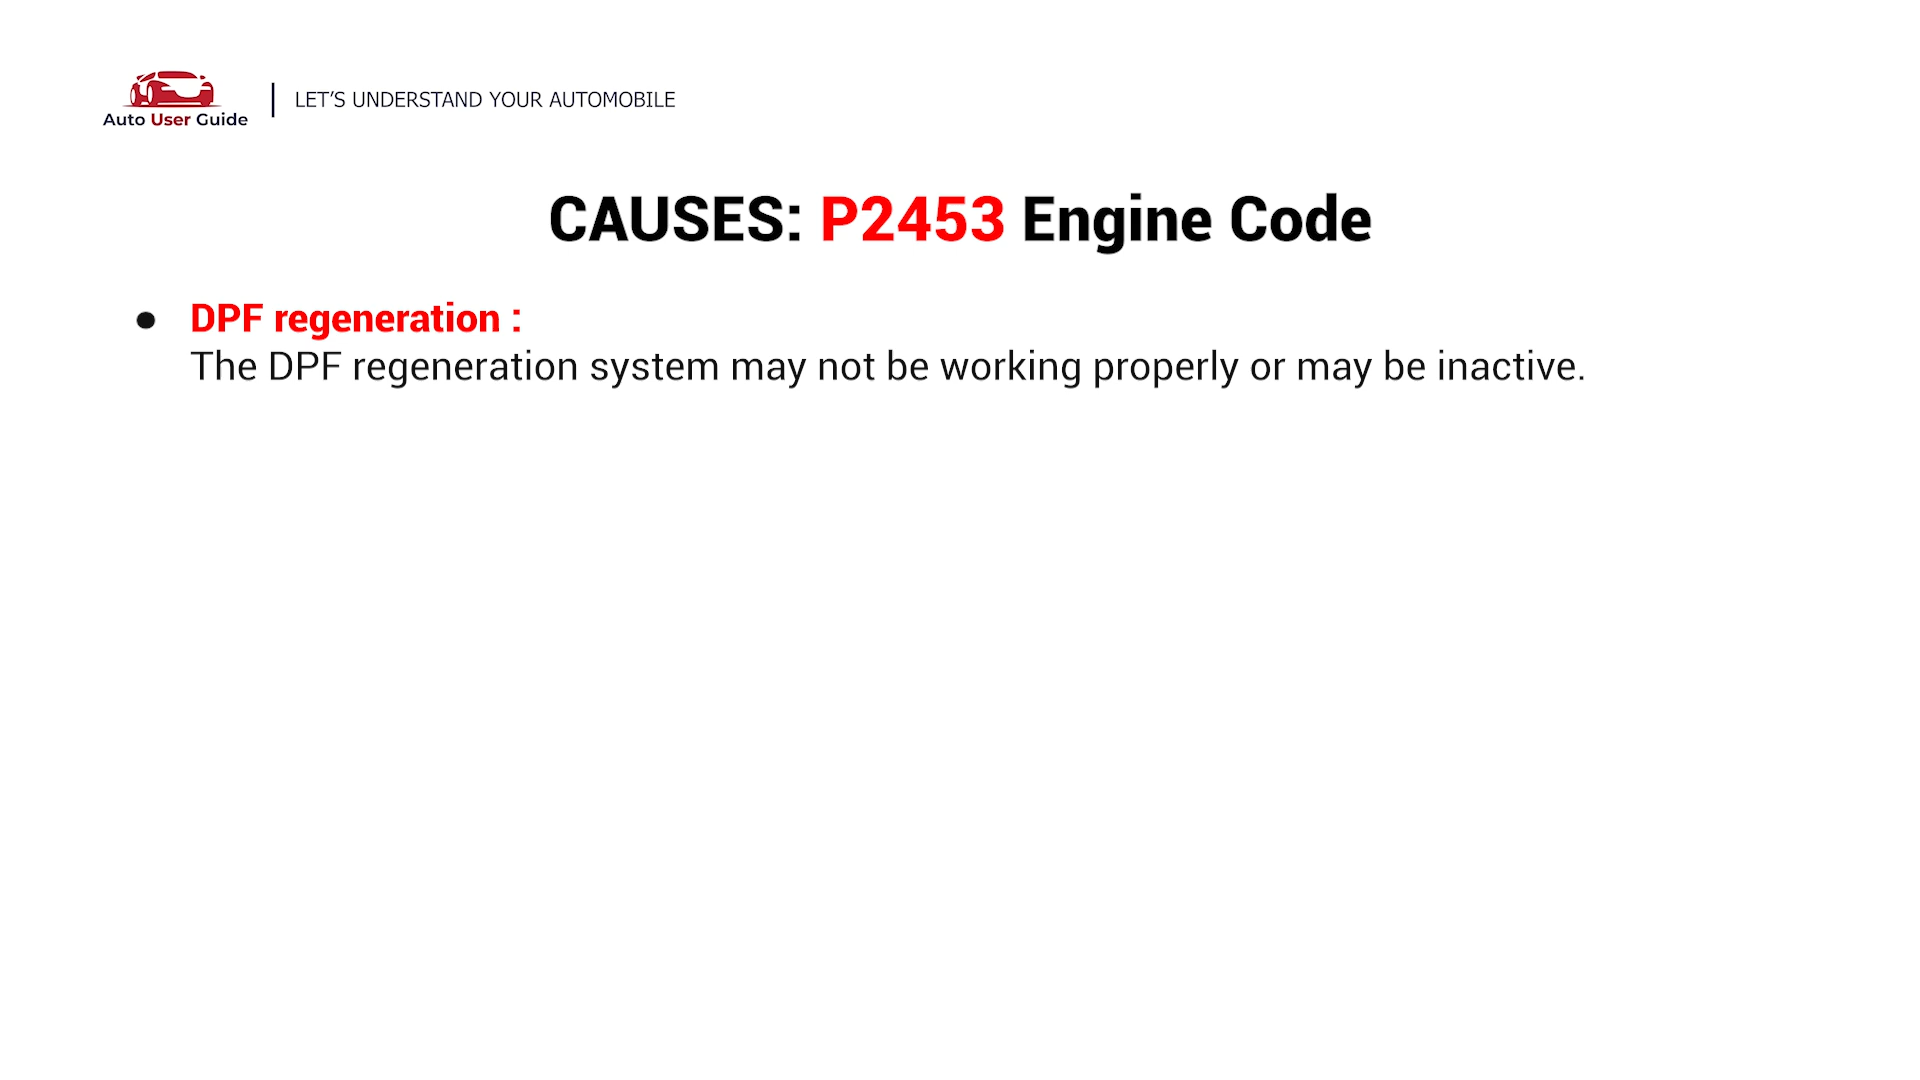 Auto User Guide
LET'S UNDERSTAND YOUR AUTOMOBILE
CAUSES: P2453 Engine Code
● DPF regeneration :
The DPF regeneration system may not be working properly or may be inactive.